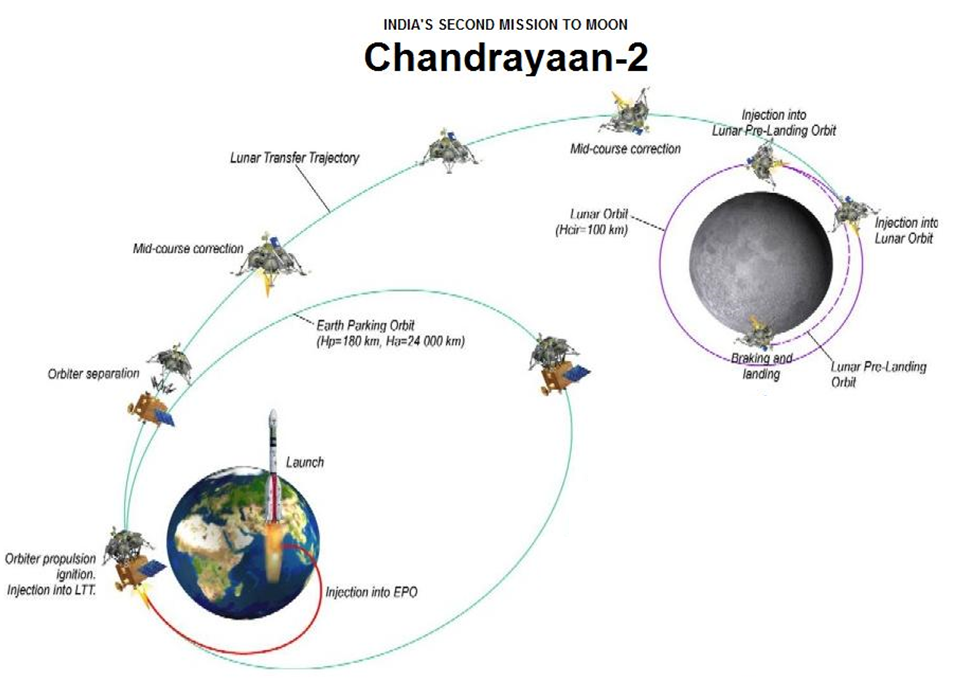 INDIA'S SECOND MISSION TO MOON
Chandrayaan-2
Injection into
Lunar Pre-Landing Orbit
Mid-course correction
Lunar Transfer Trajectory
Lunar Orbit
(Hcir=100 km)
Injection into
Lunar Orbit
Mid-course correction
Earth Parking Orbit
(Hp=180 km, Ha=24 000 km)
Braking and
landing
Lunar Pre-Landing
Orbit
Orbiter separation
Launch
Orbiter propulsion
ignition.
Injection into LTT.
Injection into EPO